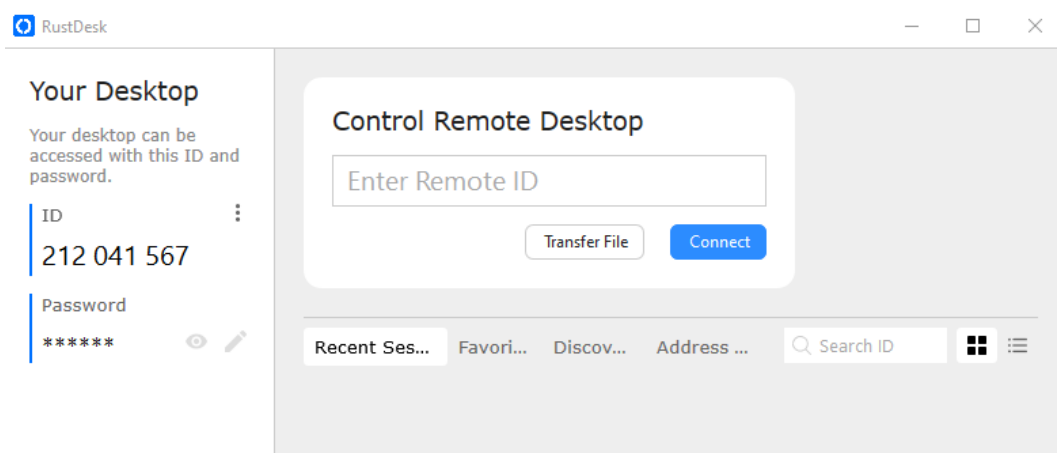 RustDesk
Your Desktop
Your desktop can be
accessed with this ID and
password.
ID
212 041 567
Password
******
Control Remote Desktop
Enter Remote ID
Transfer File
Connect
Recent Ses...
Favori...
Discov...
Address ...
Search ID